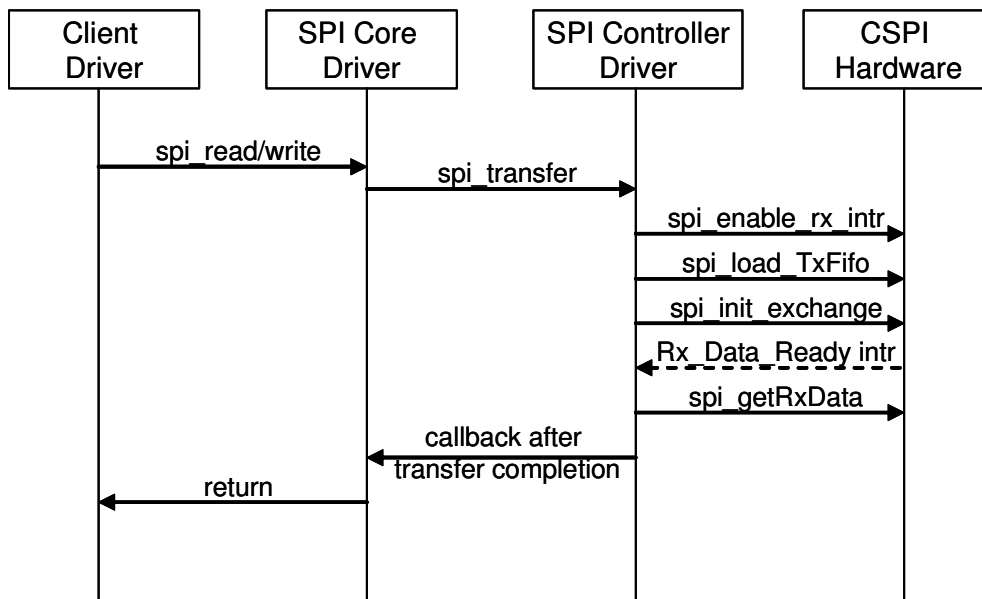 Client
Driver
SPI Core
Driver
SPI Controller
Driver
CSPI
Hardware
spi_read/write
spi_transfer
spi_enable_rx_intr
spi_load_TxFifo
spi_init_exchange
Rx_Data_Ready intr
spi_getRxData
callback after
transfer completion
return